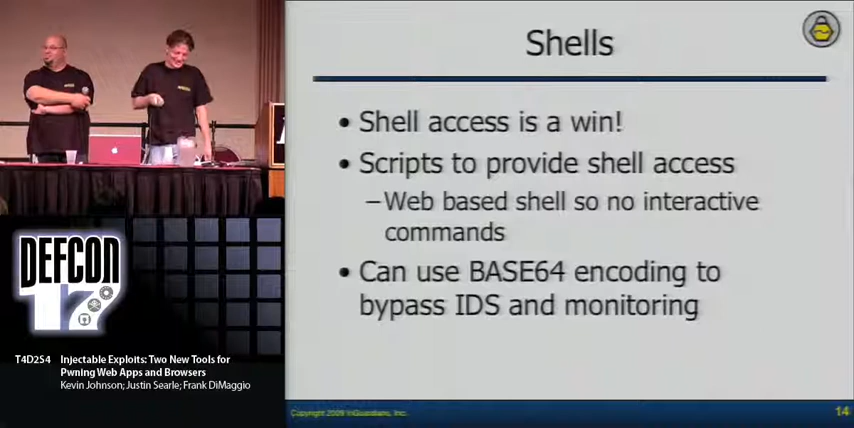 Shells
• Shell access is a win!
• Scripts to provide shell access
–Web based shell so no interactive
commands
• Can use BASE64 encoding to
bypass IDS and monitoring
DEFCON
17
T4D2S4 Injectable Exploits: Two New Tools for
Pwning Web Apps and Browsers
Kevin Johnson; Justin Searle; Frank DiMaggio
Copyright 2009 InGuardians, Inc.
14